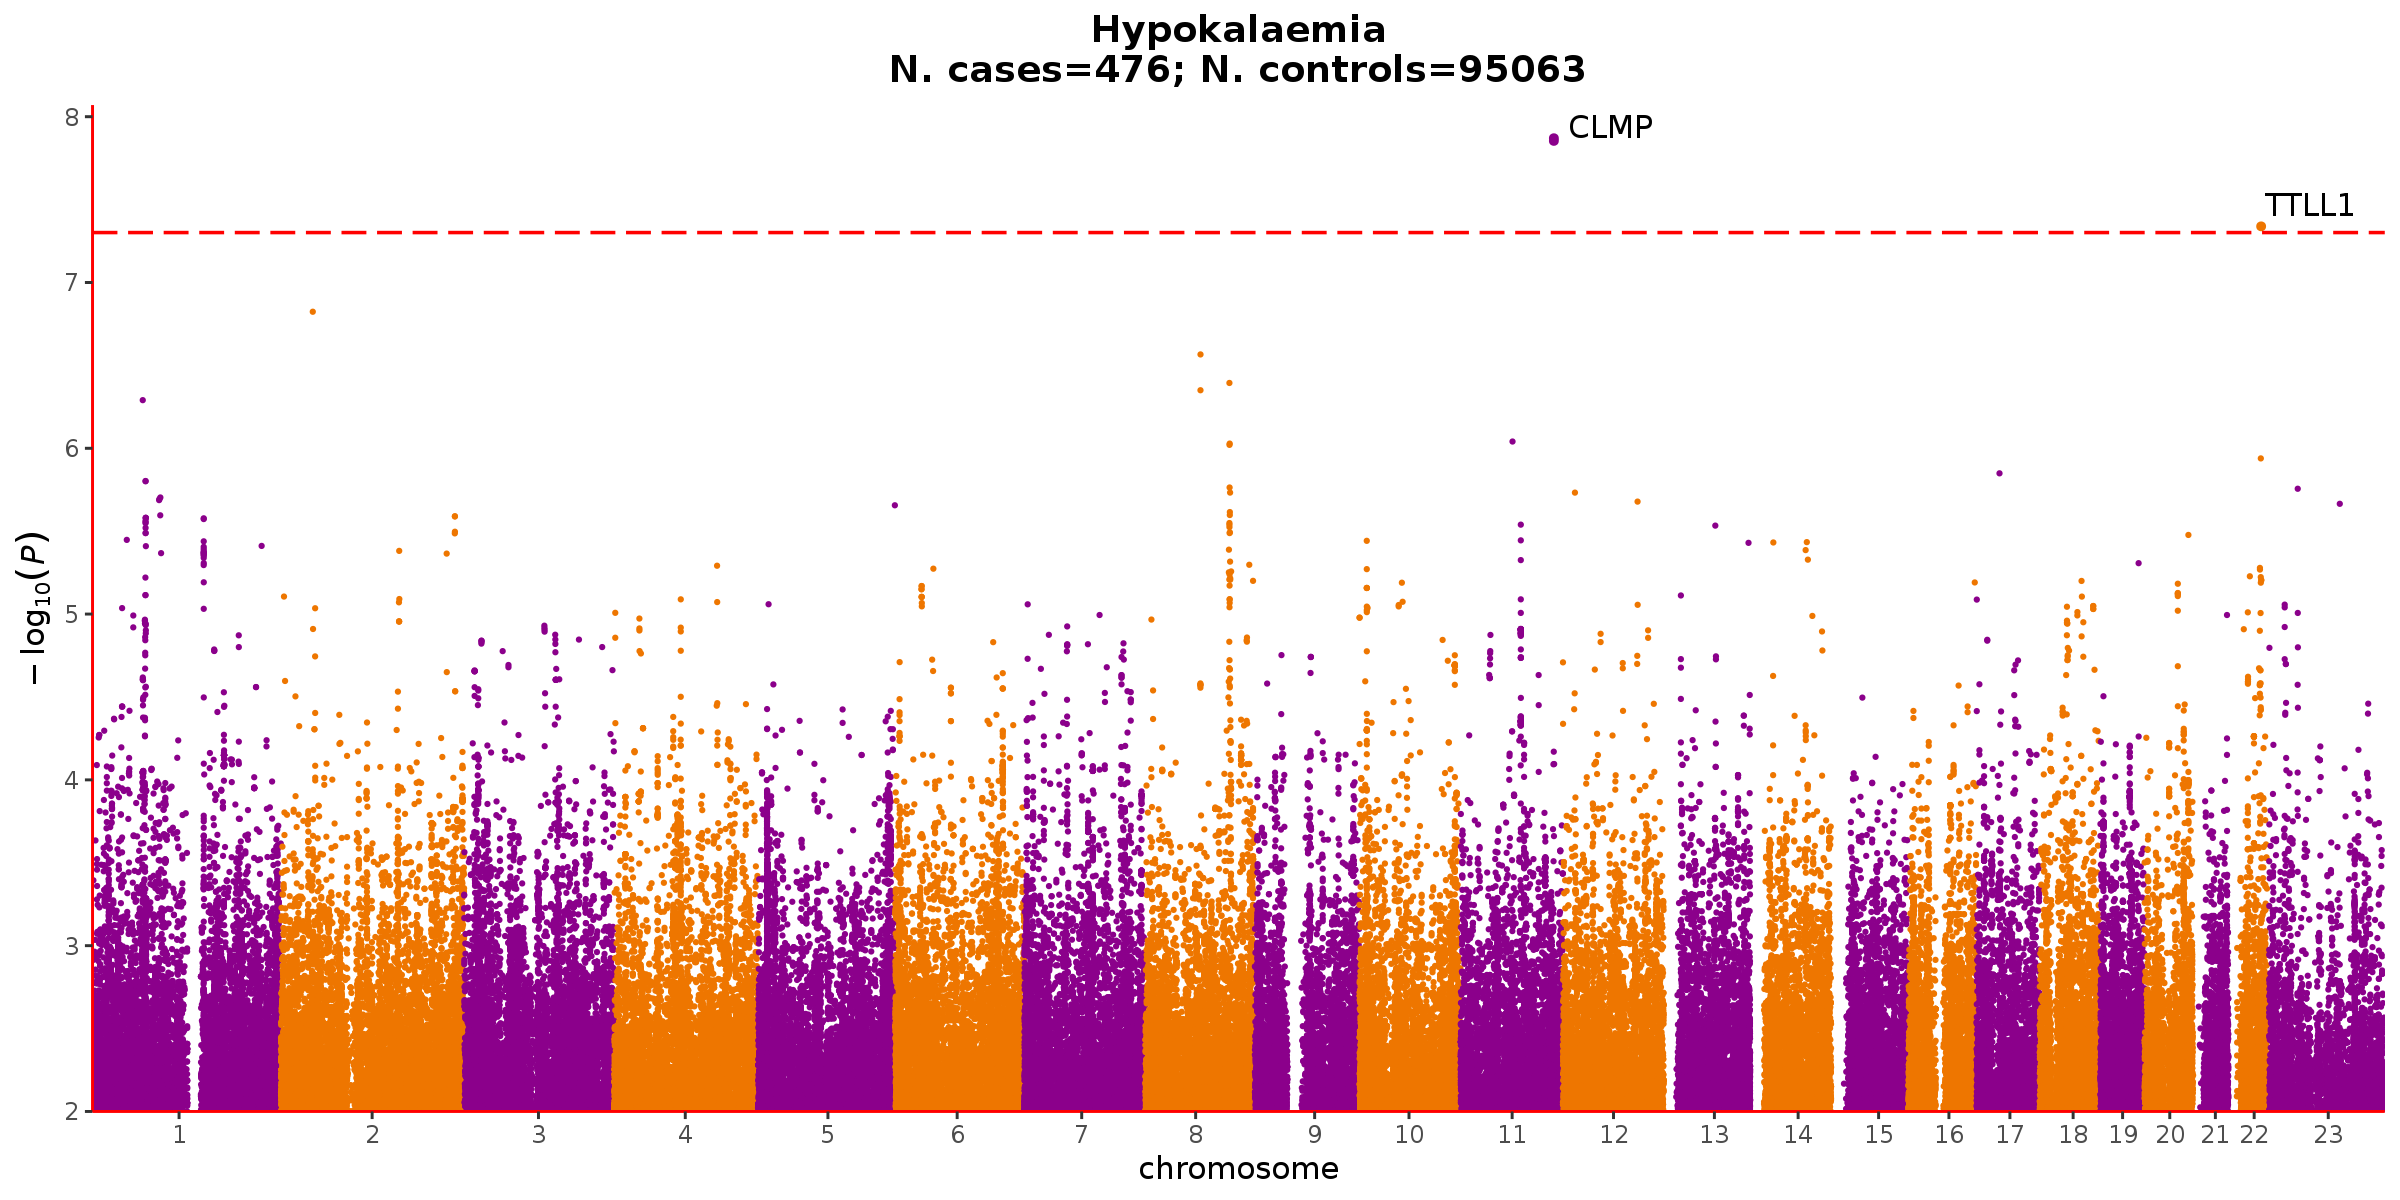 Hypokalaemia
N. cases=476; N. controls=95063
8
CLMP
TTLL1
7
6
5
4
3
2
− log10(P)
1 2 3 4 5 6 7 8 9 10 11 12 13 14 15 16 17 18 19 20 21 22 23
chromosome